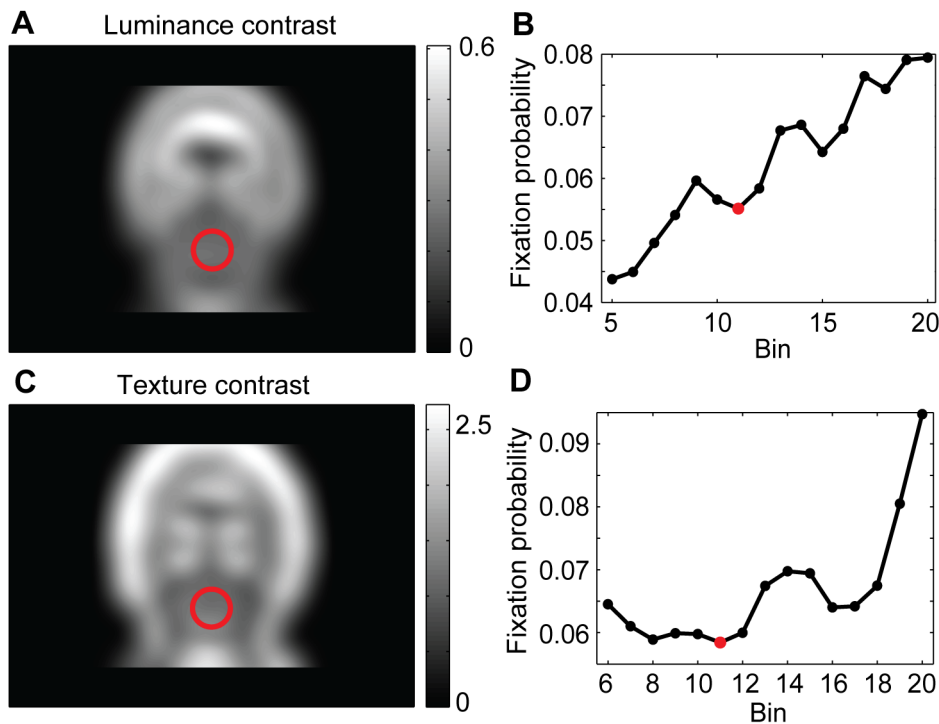 A
Luminance contrast
0.6
0
B
Fixation probability
0.08
0.07
0.06
0.05
0.04
5 10 15 20
Bin
C
Texture contrast
2.5
0
D
Fixation probability
0.09
0.08
0.07
0.06
6 8 10 12 14 16 18 20
Bin